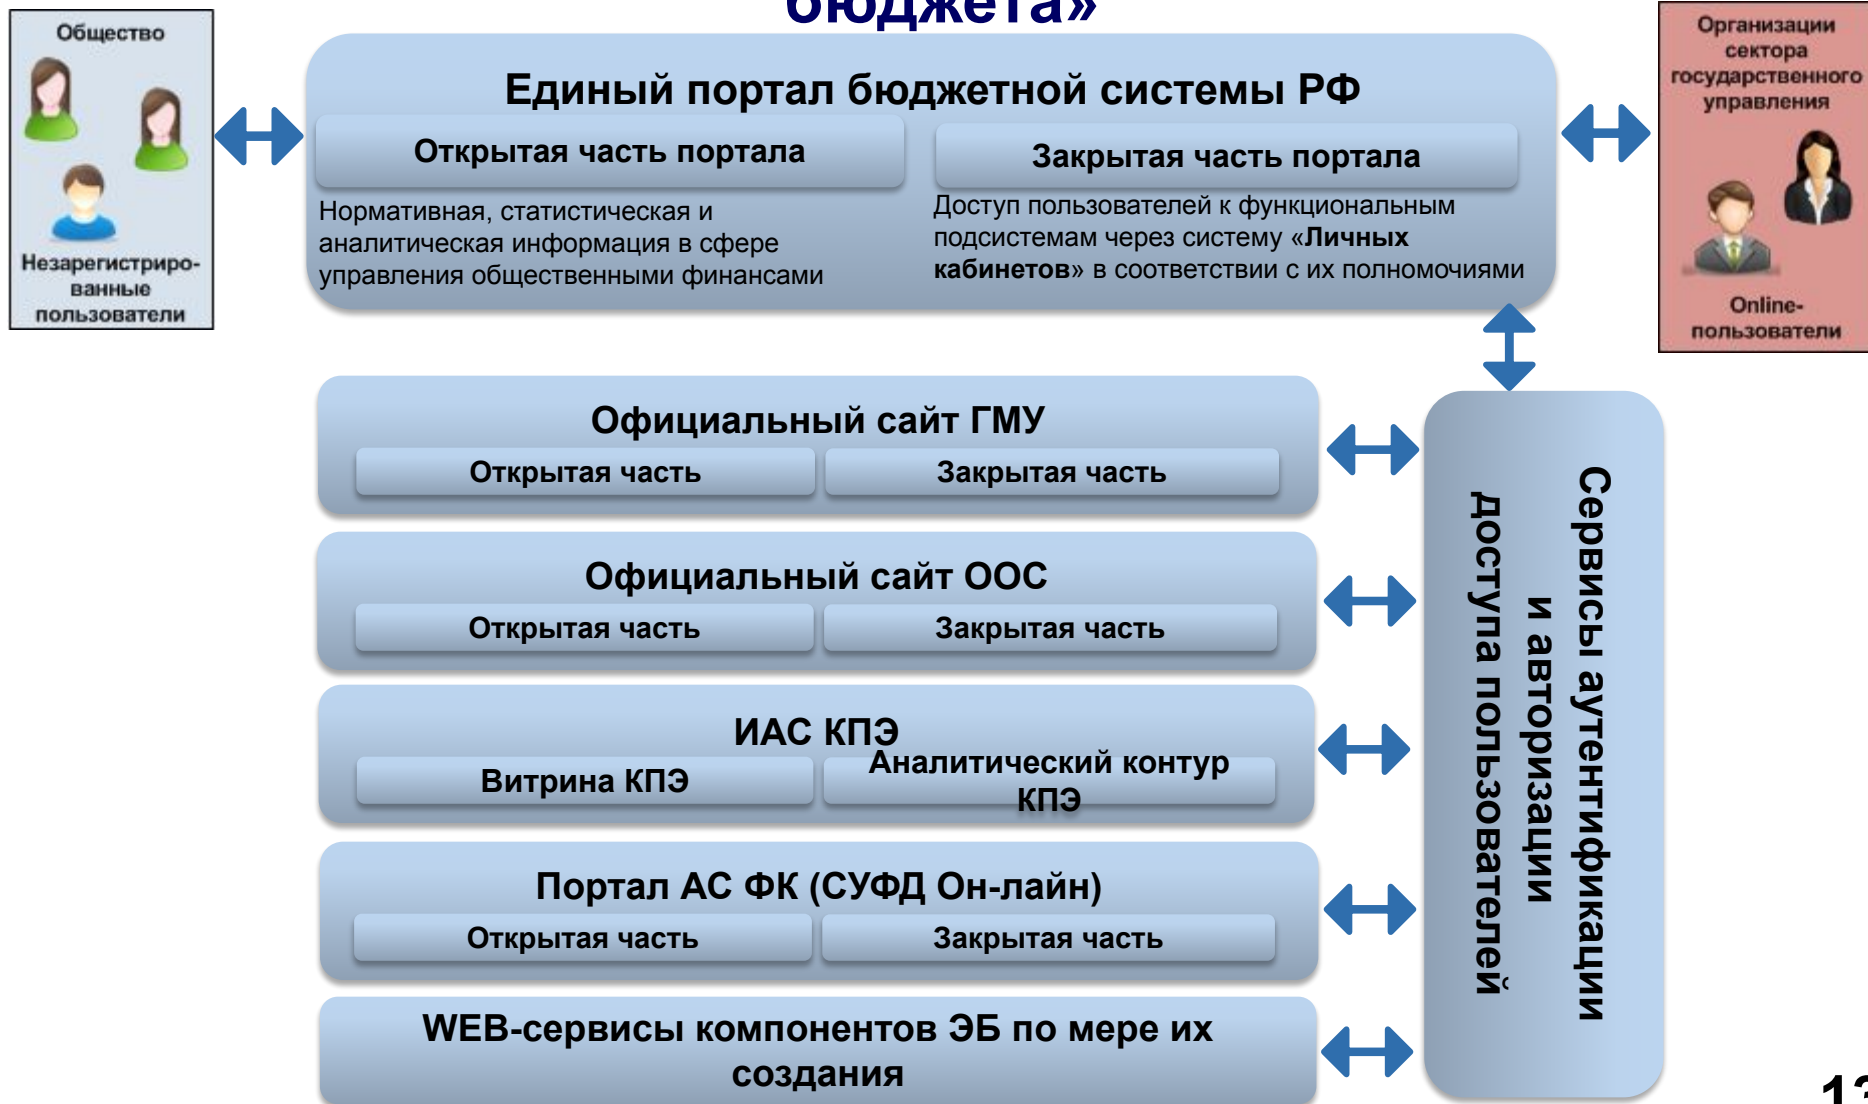 бюджета»
Общество
Незарегистриро-
ванные
пользователи
Единый портал бюджетной системы РФ
Открытая часть портала
Нормативная, статистическая и
аналитическая информация в сфере
управления общественными финансами
Закрытая часть портала
Доступ пользователей к функциональным
подсистемам через систему «Личных
кабинетов» в соответствии с их полномочиями
Организации
сектора
государственного
управления
Online-
пользователи
Официальный сайт ГМУ
Открытая часть
Закрытая часть
Официальный сайт ООС
Открытая часть
Закрытая часть
ИАС КПЭ
Витрина КПЭ
Аналитический контур
КПЭ
Портал АС ФК (СУФД Он-лайн)
Открытая часть
Закрытая часть
WEB-сервисы компонентов ЭБ по мере их
создания
Сервисы аутентификации
и авторизации
доступа пользователей